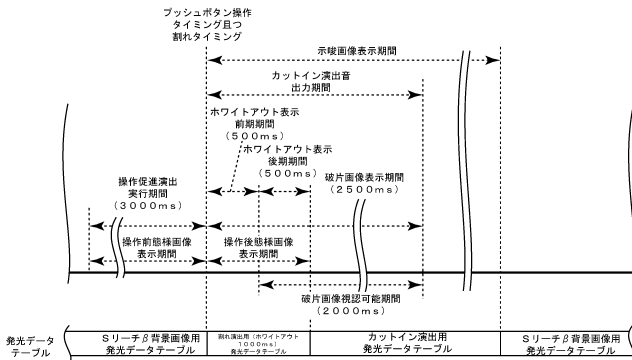 プッシュボタン操作
タイミング且つ
割れタイミング
示唆画像表示期間
カットイン演出音
出力期間
ホワイトアウト表示
前期期間
(500ms)
ホワイトアウト表示
後期期間
(500ms)
破片画像表示期間
(2500ms)
操作促進演出
実行期間
(3000ms)
操作前態様画像
表示期間
操作後態様画像
表示期間
破片画像視認可能期間
(2000ms)
発光データ
テーブル
Sリーチβ背景画像用
発光データテーブル
割れ演出用(ホワイトアウト
1000ms)
発光データテーブル
カットイン演出用
発光データテーブル
Sリーチβ背景画像用
発光データテーブル